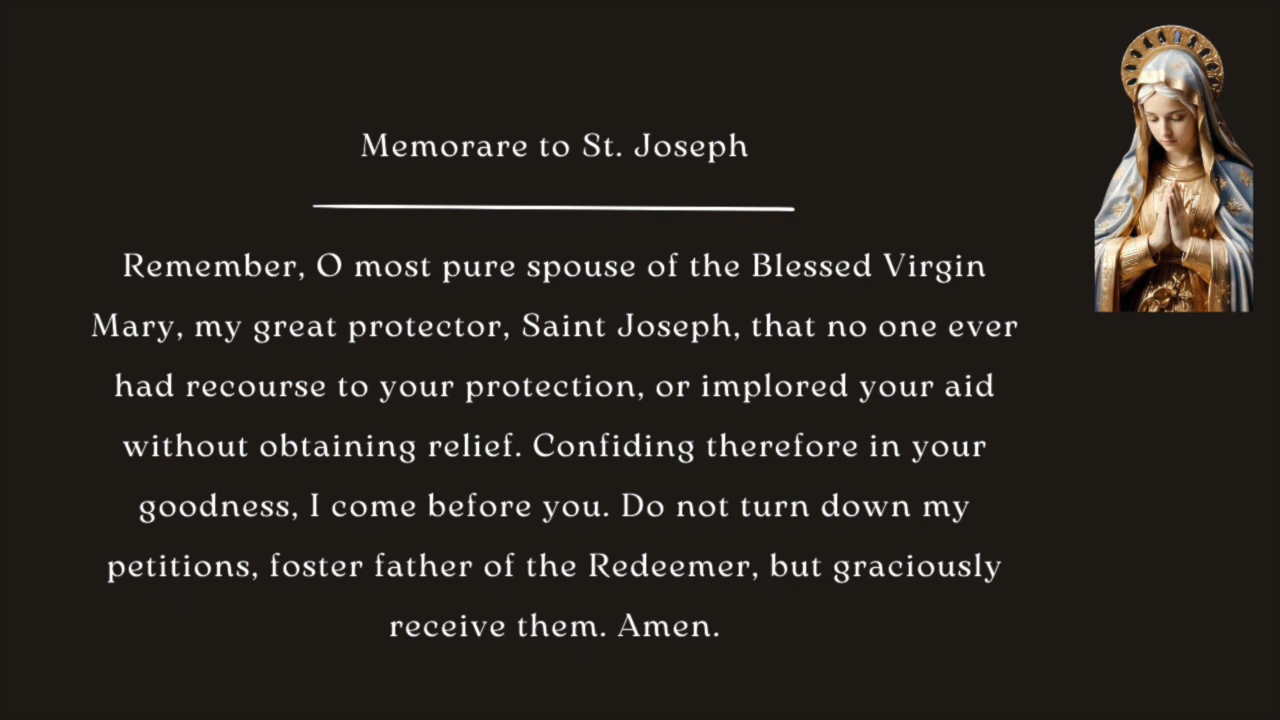 Memorare to St. Joseph
Remember, O most pure spouse of the Blessed Virgin
Mary, my great protector, Saint Joseph, that no one ever
had recourse to your protection, or implored your aid
without obtaining relief. Confiding therefore in your
goodness, I come before you. Do not turn down my
petitions, foster father of the Redeemer, but graciously
receive them. Amen.